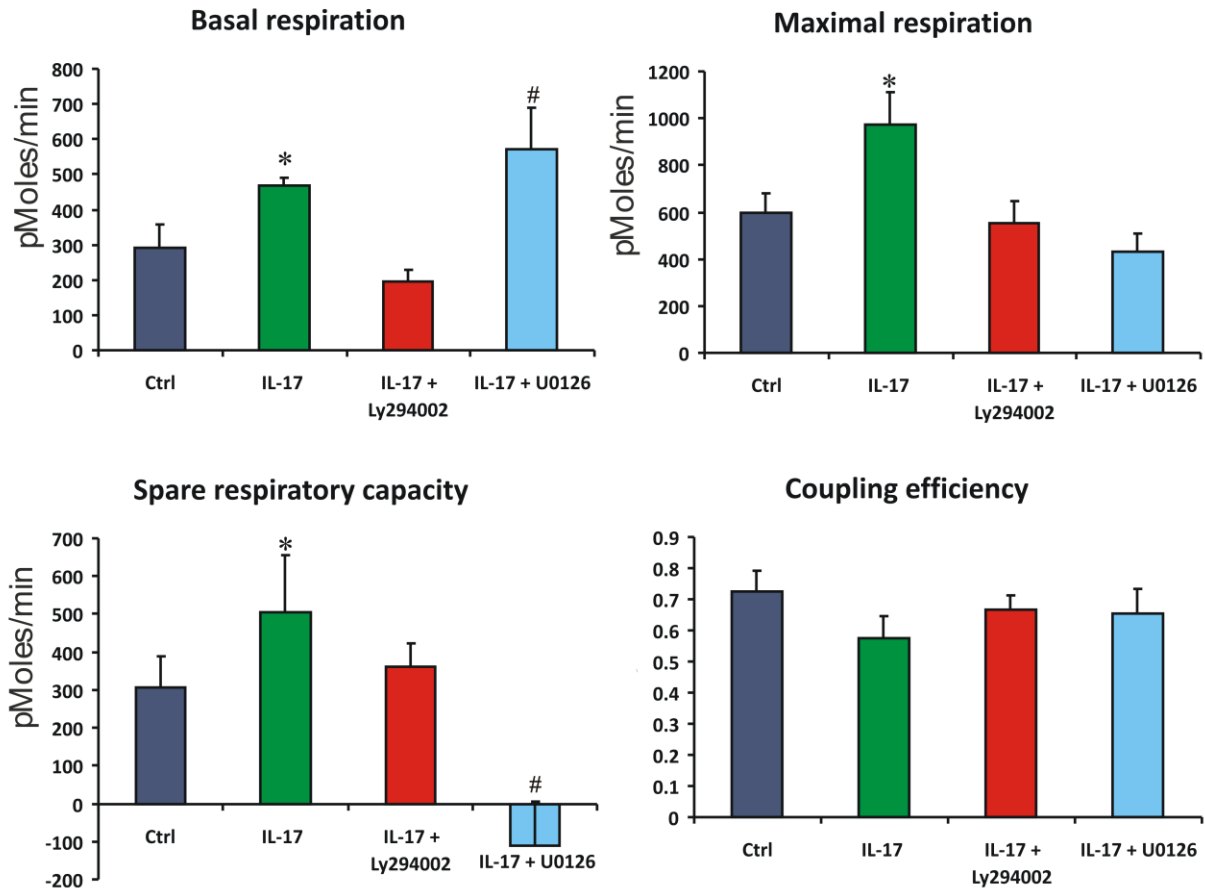 Basal respiration
pMoles/min
800
700
600
500
400
300
200
100
0
*
#
Ctrl
IL-17
IL-17 +
Ly294002
IL-17 + U0126
Maximal respiration
pMoles/min
1200
1000
800
600
400
200
0
*
Ctrl
IL-17
IL-17 +
Ly294002
IL-17 + U0126
Spare respiratory capacity
pMoles/min
700
600
500
400
300
200
100
0
-100
-200
*
#
Ctrl
IL-17
IL-17 +
Ly294002
IL-17 + U0126
Coupling efficiency
0.9
0.8
0.7
0.6
0.5
0.4
0.3
0.2
0.1
0
Ctrl
IL-17
IL-17 +
Ly294002
IL-17 + U0126